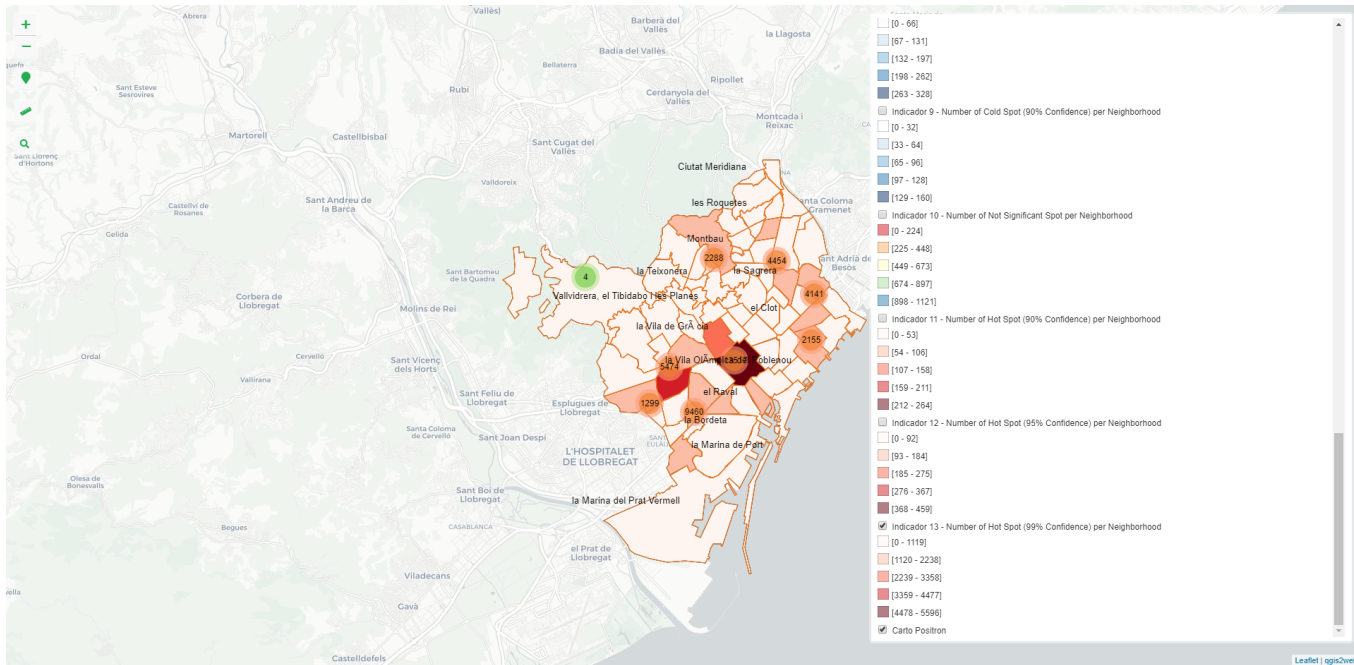 Abrera
Vallès)
Barberà del
Vallès
la Llagosta
Badia del Vallès
Bellaterra
Ripollet
Sant Esteve
Sesrovires
Rubí
Cerdanyola del
Vallès
Montcada i
Reixac
Martorell
Castellbisbal
Sant Cugat del
Vallès
Sant Llorenç
d'Hortons
Ciutat Meridiana
Valldoreix
Sant Andreu de
la Barca
Castellví de
Rosanes
les Roquetes
Santa Coloma
de Gramenet
Gelida
Montbau
2288
4454
Sant Adrià de
Besòs
Sant Bartomeu
de la Quadra
4
la Teixonera
la Sagrera
Corbera de
Llobregat
Vallvidrera, el Tibidabo i les Planes
4141
Molins de Rei
el Clot
la Vila de GrÃ cia
Ordal
Cervelló
2155
Vallirana
Sant Vicenç
dels Horts
5474
Sant Feliu de
Llobregat
el Raval
Esplugues de
Llobregat
1299
9460
la Bordeta
Santa Coloma
de Cervelló
Sant Joan Despí
L'HOSPITALET
DE LLOBREGAT
la Marina de Port
Olesa de
Bonesvalls
Sant Boi de
Llobregat
la Marina del Prat Vermell
Begues
CASABLANCA
el Prat de
Llobregat
Viladecans
Gavà
Castelldefels
[0 - 66]
[67 - 131]
[132 - 197]
[198 - 262]
[263 - 328]
Indicador 9 - Number of Cold Spot (90% Confidence) per Neighborhood
[0 - 32]
[33 - 64]
[65 - 96]
[97 - 128]
[129 - 160]
Indicador 10 - Number of Not Significant Spot per Neighborhood
[0 - 224]
[225 - 448]
[449 - 673]
[674 - 897]
[898 - 1121]
Indicador 11 - Number of Hot Spot (90% Confidence) per Neighborhood
[0 - 53]
[54 - 106]
[107 - 158]
[159 - 211]
[212 - 264]
Indicador 12 - Number of Hot Spot (95% Confidence) per Neighborhood
[0 - 92]
[93 - 184]
[185 - 275]
[276 - 367]
[368 - 459]
Indicador 13 - Number of Hot Spot (99% Confidence) per Neighborhood
[0 - 1119]
[1120 - 2238]
[2239 - 3358]
[3359 - 4477]
[4478 - 5596]
Carto Positron
Leaflet | qgis2we